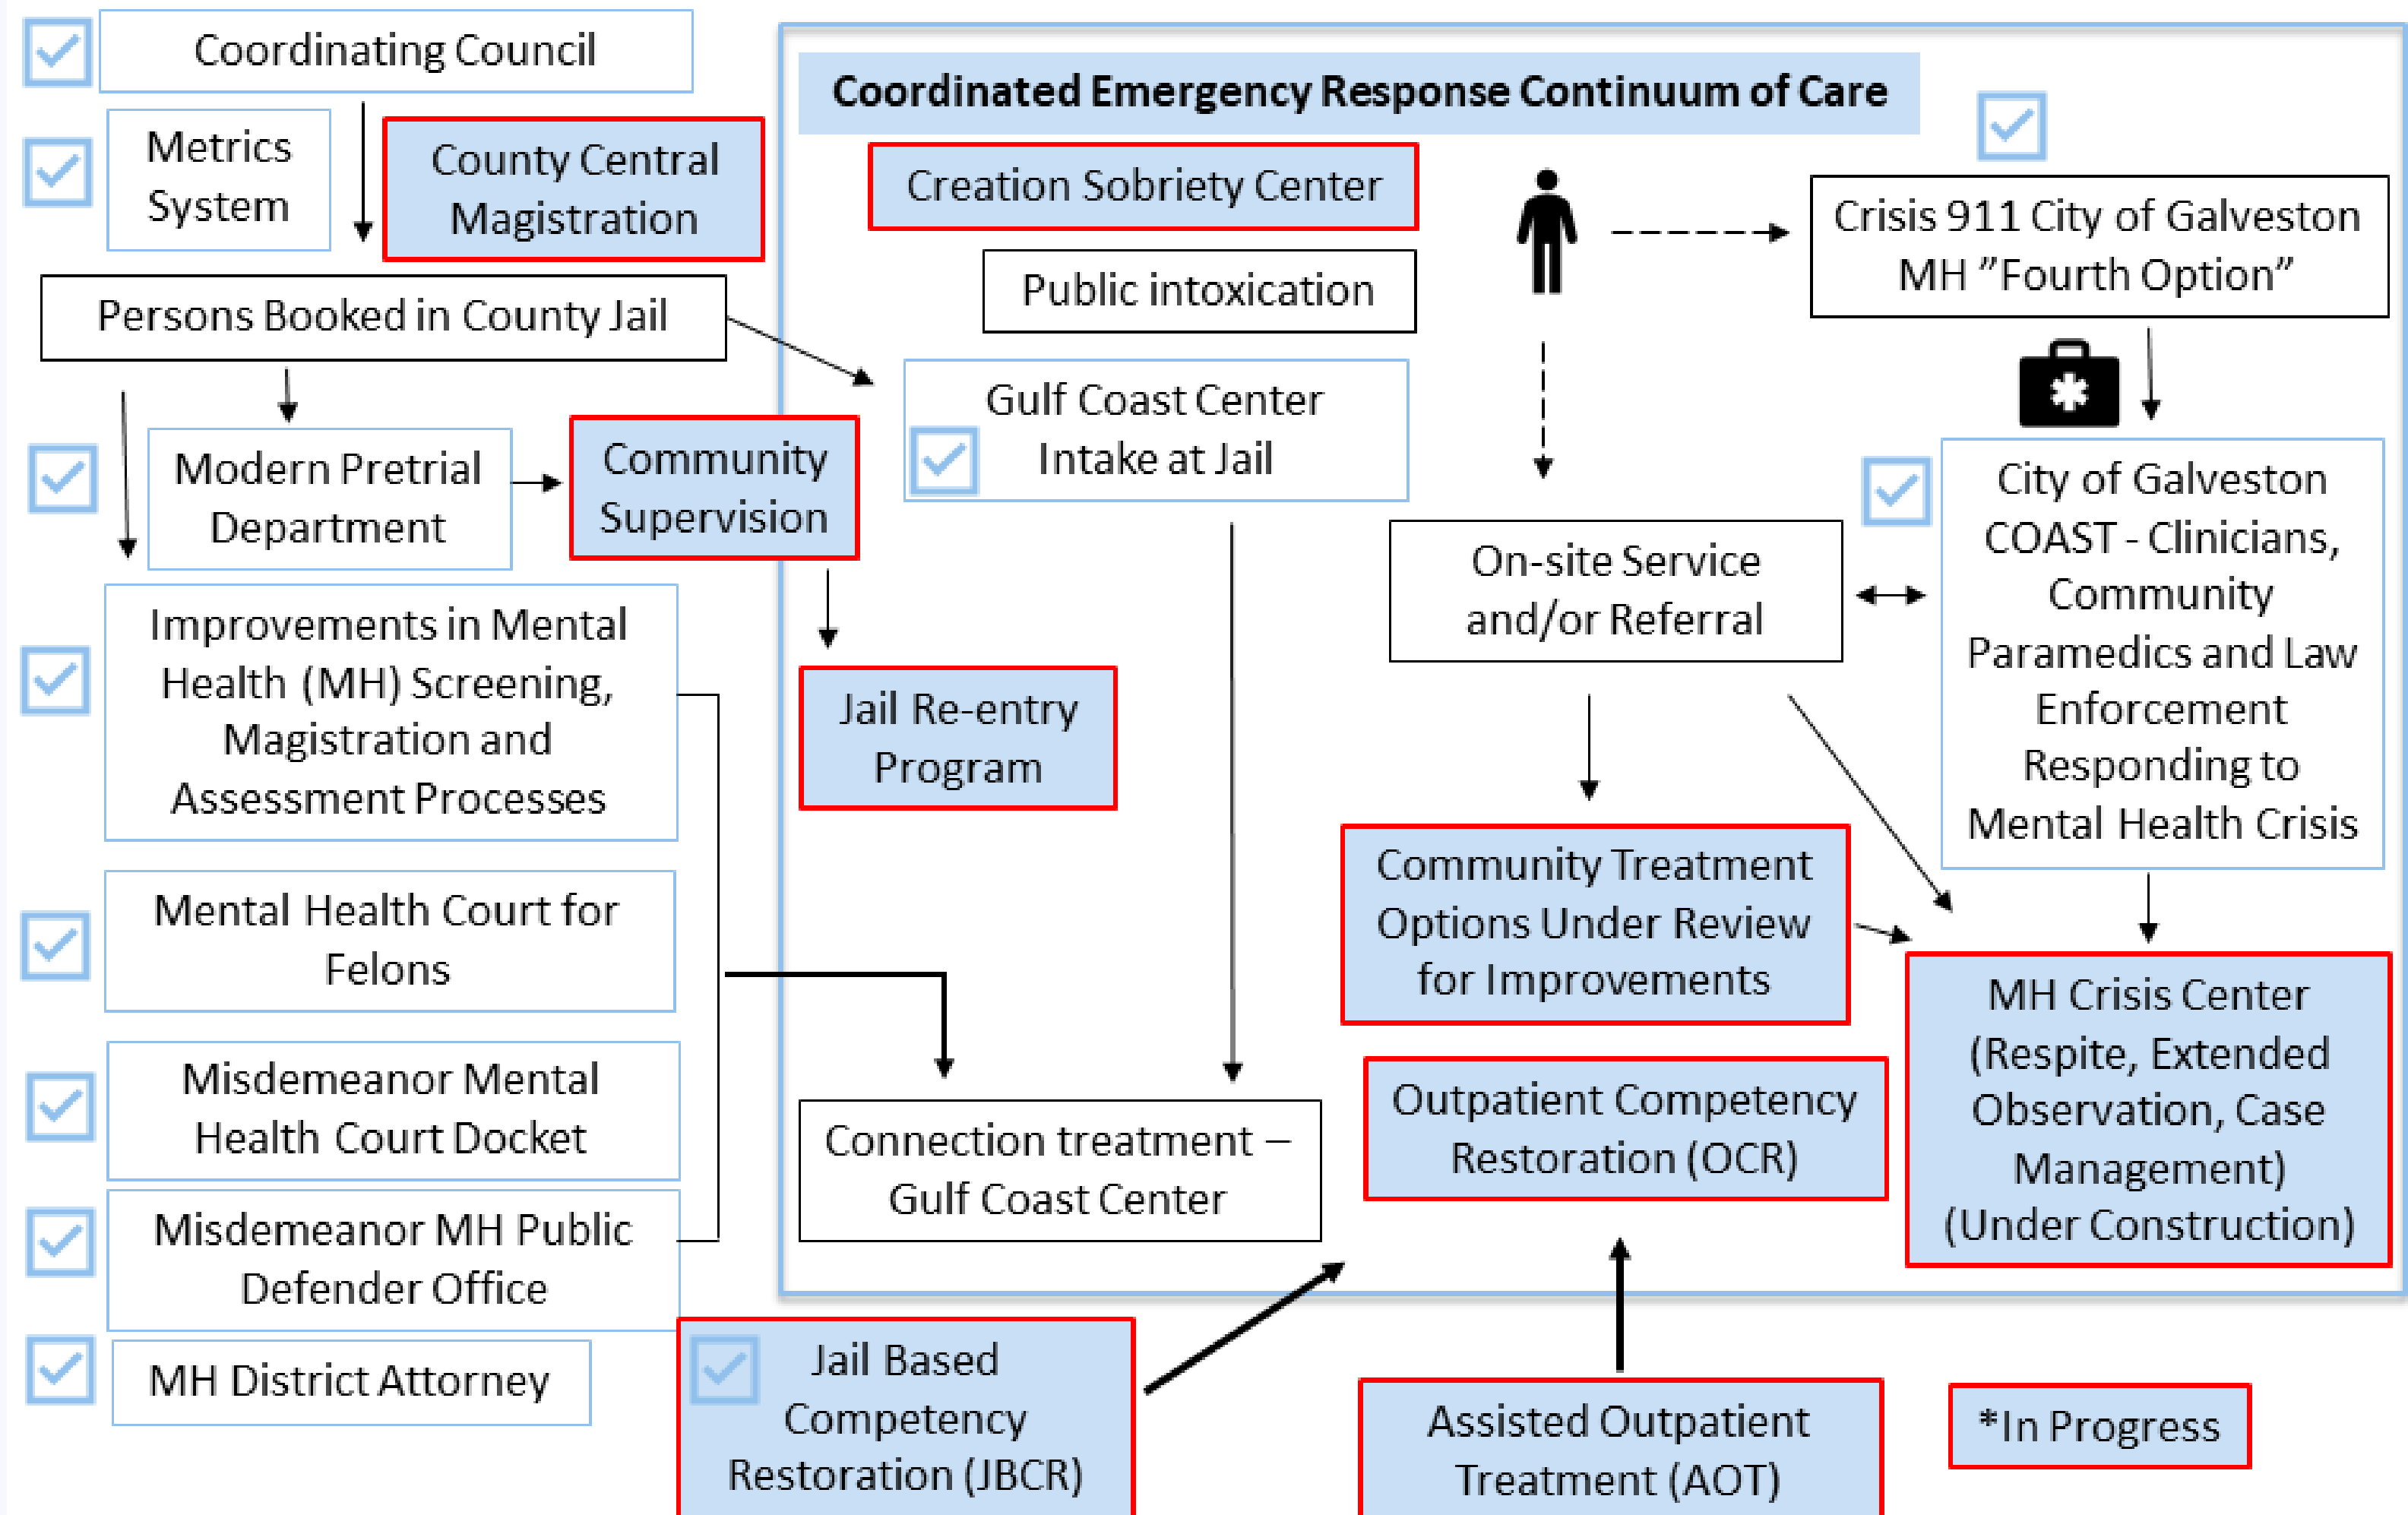 Coordinating Council
Metrics
System
County Central
Magistration
Persons Booked in County Jail
Modern Pretrial
Department
Community
Supervision
Improvements in Mental
Health (MH) Screening,
Magistration and
Assessment Processes
Mental Health Court for
Felons
Misdemeanor Mental
Health Court Docket
Misdemeanor MH Public
Defender Office
MH District Attorney
Jail Based
Competency
Restoration (JBCR)
Coordinated Emergency Response Continuum of Care
Creation Sobriety Center
Public intoxication
Gulf Coast Center
Intake at Jail
Jail Re-entry
Program
Connection treatment –
Gulf Coast Center
Crisis 911 City of Galveston
MH ”Fourth Option”
On-site Service
and/or Referral
City of Galveston
COAST - Clinicians,
Community
Paramedics and Law
Enforcement
Responding to
Mental Health Crisis
Community Treatment
Options Under Review
for Improvements
Outpatient Competency
Restoration (OCR)
MH Crisis Center
(Respite, Extended
Observation, Case
Management)
(Under Construction)
Assisted Outpatient
Treatment (AOT)
*In Progress